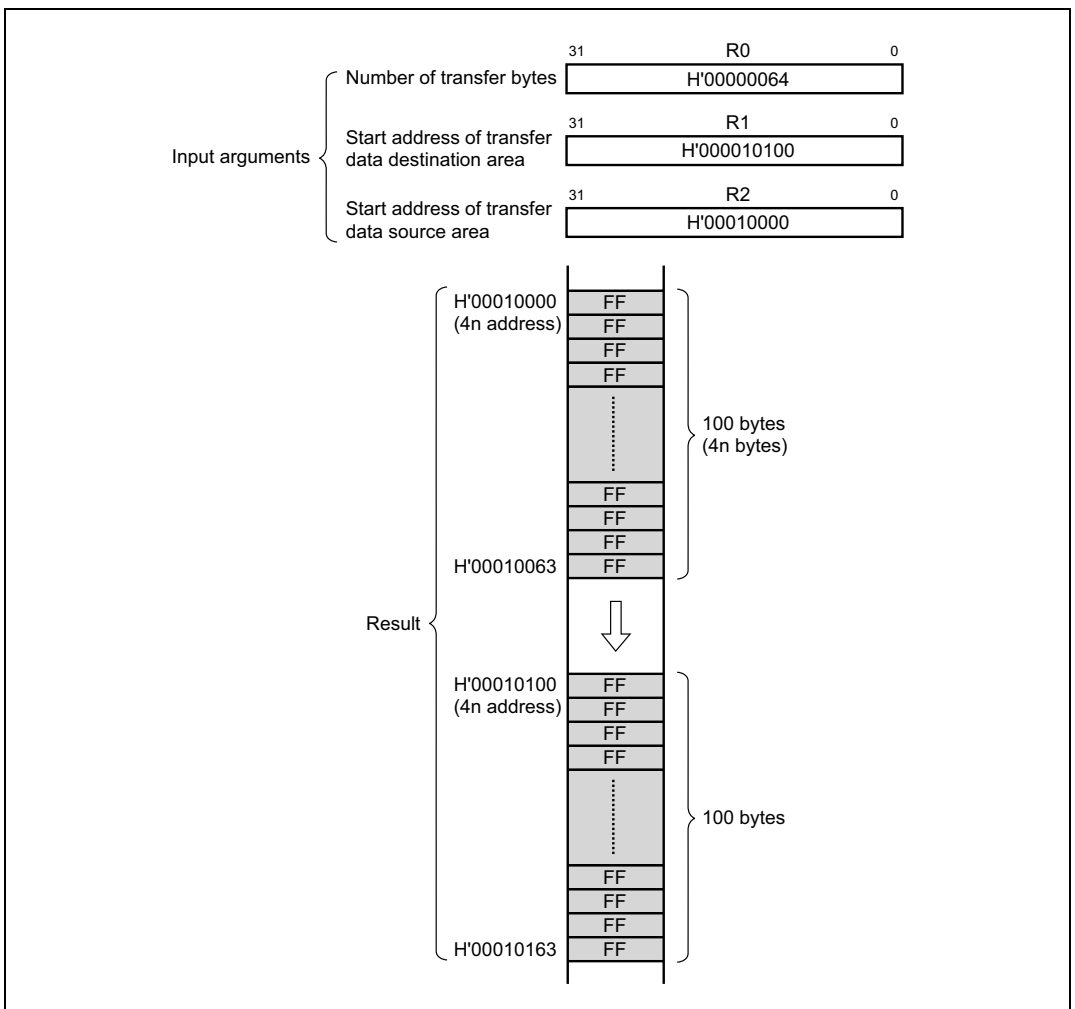 31 R0 0
Number of transfer bytes H'00000064
31 R1 0
Start address of transfer
data destination area
H'000010100
Input arguments
31 R2 0
Start address of transfer
data source area
H'00010000
H'00010000
(4n address)
FF
FF
FF
FF
100 bytes
(4n bytes)
FF
FF
FF
H'00010063 FF
Result
H'00010100
(4n address)
FF
FF
FF
FF
100 bytes
FF
FF
FF
H'00010163 FF